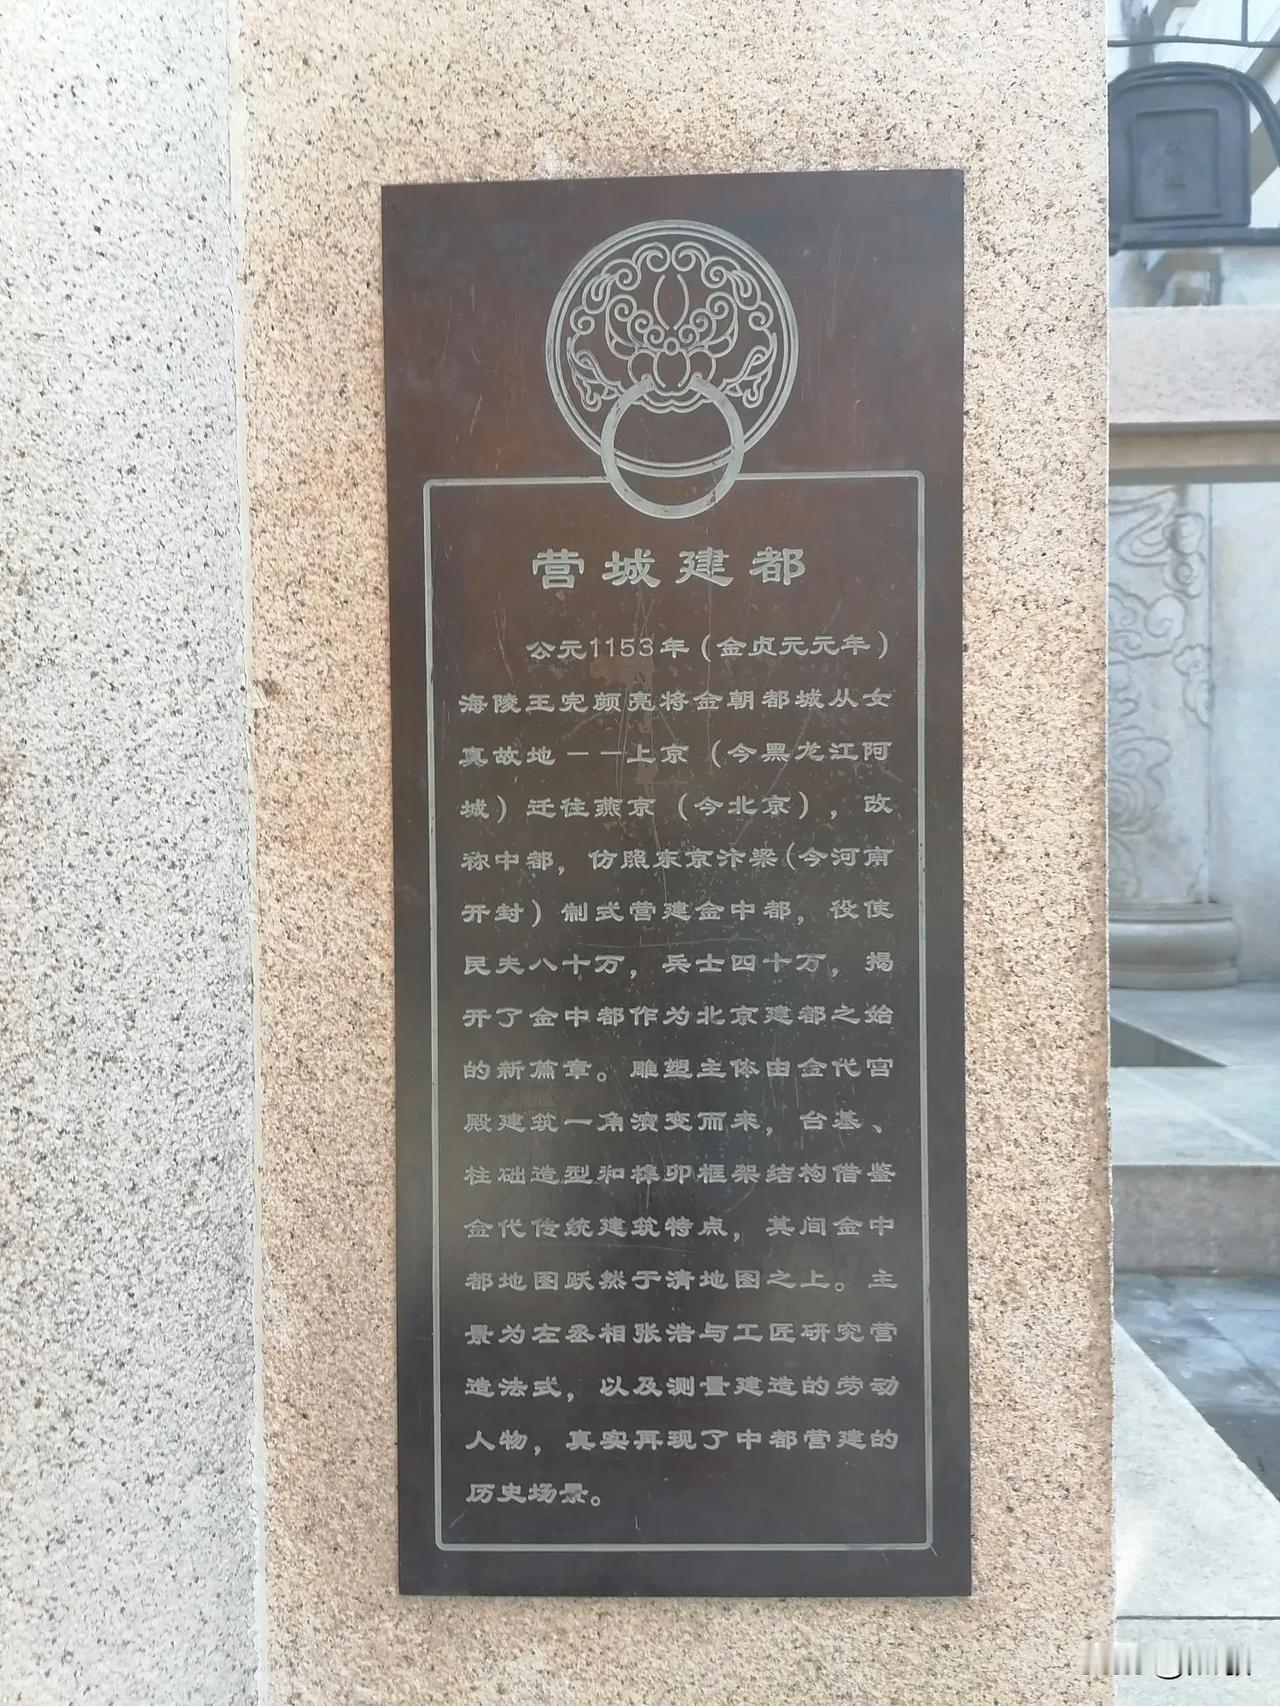 营城建都
公元1153年（金贞元元年）
海陵王完颜亮将金朝都城从女
真故地——上京（今黑龙江阿
城）迁往燕京（今北京），改
称中都，仿照东京汴梁（今河南
开封）制式营建金中都，役使
民夫八十万，兵士四十万，揭
开了金中都作为北京建都之始
的新篇章。雕塑主体由金代宫
殿建筑一角演变而来，台基、
柱础造型和榫卯框架结构借鉴
金代传统建筑特点，其间金中
都地图跃然于清地图之上。主
景为左丞相张浩与工匠研究营
造法式，以及测量建造的劳动
人物，真实再现了中都营建的
历史场景。